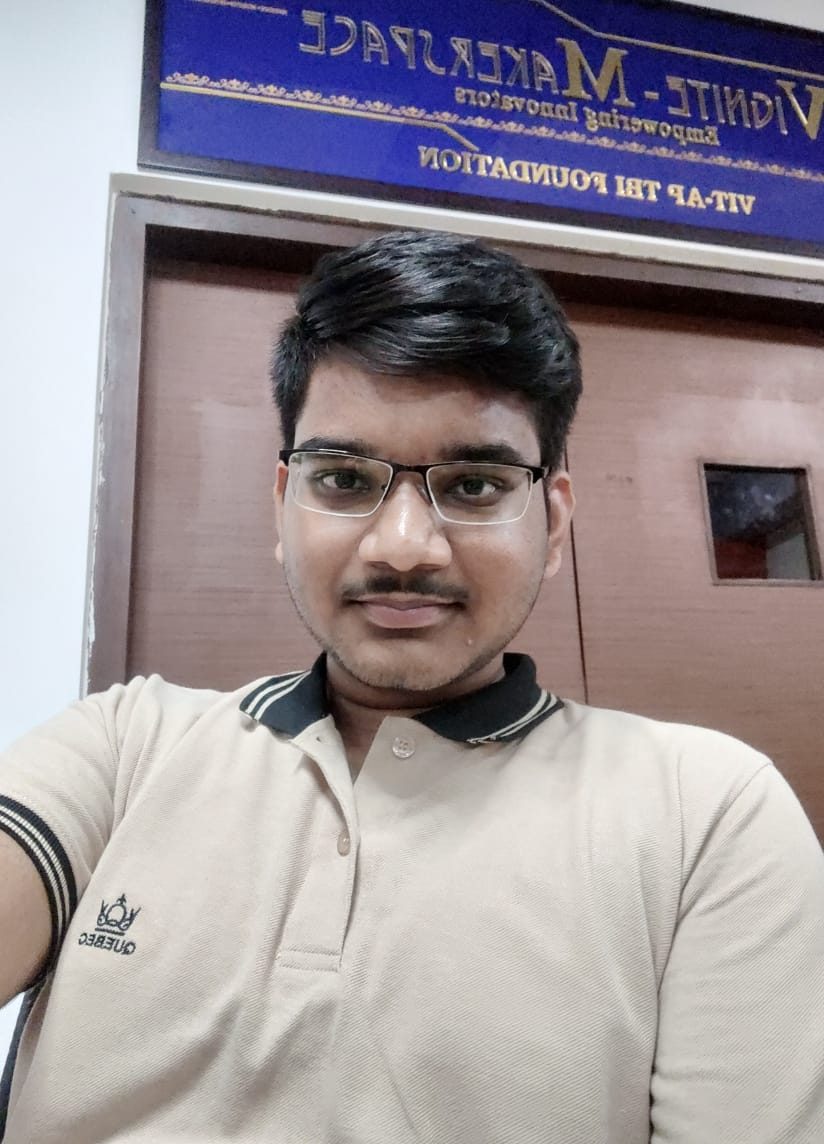 VIGNITE - MAKERSPACE
Empowering Innovators
VIT-AP TBI FOUNDATION
QUEBEC